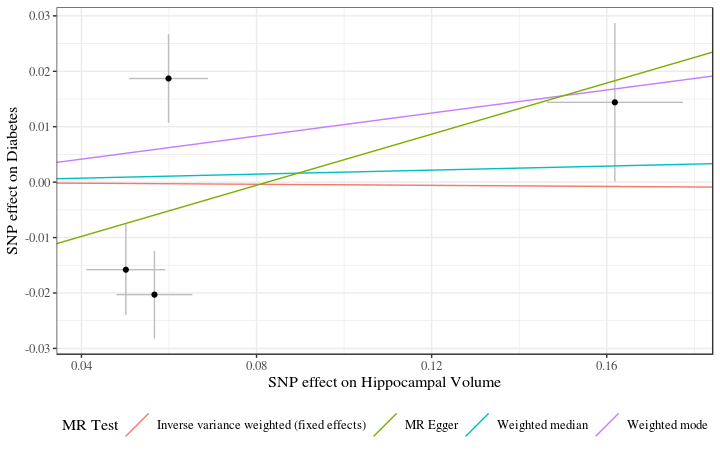 0.03
0.02
0.01
0.00
-0.01
-0.02
-0.03
SNP effect on Diabetes
0.04 0.08 0.12 0.16
SNP effect on Hippocampal Volume
MR Test Inverse variance weighted (fixed effects) MR Egger Weighted median Weighted mode